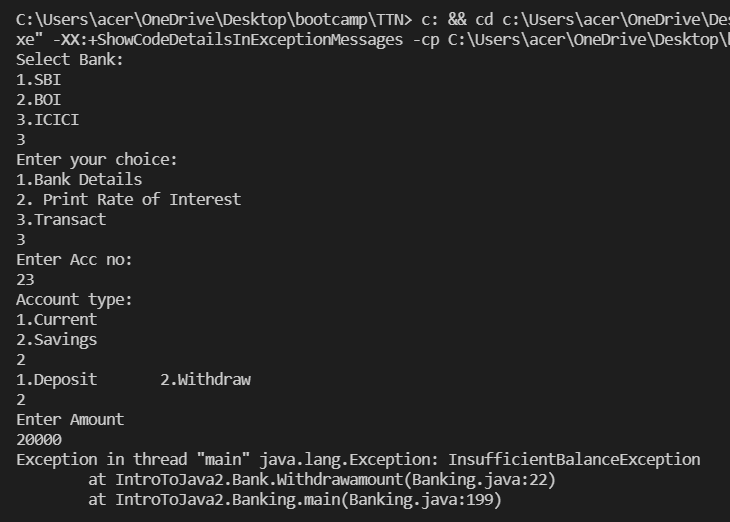 C:\Users\acer\OneDrive\Desktop\bootcamp\TTN> c: && cd c:\Users\acer\OneDrive\Des
xe" -XX:+ShowCodeDetailsInExceptionMessages -cp C:\Users\acer\OneDrive\Desktop\
Select Bank:
1.SBI
2.BOI
3.ICICI
3
Enter your choice:
1.Bank Details
2. Print Rate of Interest
3.Transact
3
Enter Acc no:
23
Account type:
1.Current
2.Savings
2
1.Deposit       2.Withdraw
2
Enter Amount
20000
Exception in thread "main" java.lang.Exception: InsufficientBalanceException
        at IntroToJava2.Bank.Withdrawamount(Banking.java:22)
        at IntroToJava2.Banking.main(Banking.java:199)